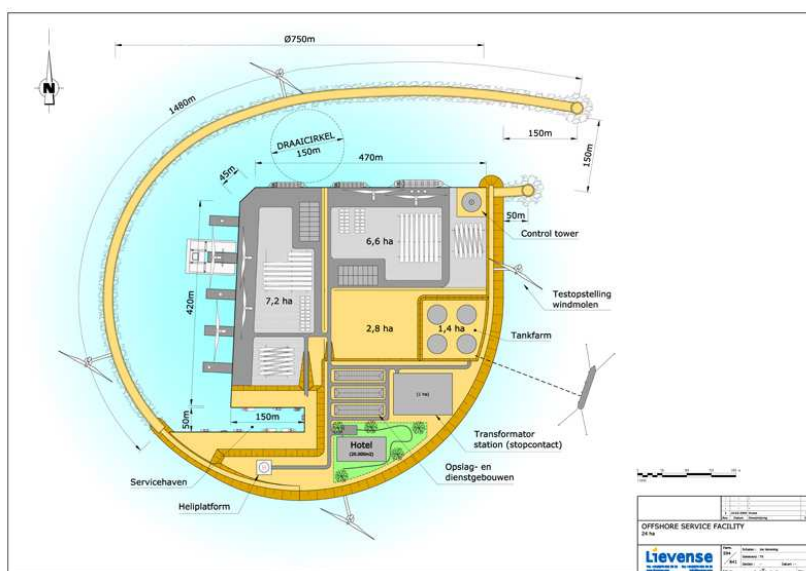 Ø750m
N
1480m
DRAAICIRKEL
150m
470m
45m
150m
150m
50m
Control tower
6,6 ha
7,2 ha
420m
2,8 ha
1,4 ha
Testopstelling
windmolen
Tankfarm
50m
150m
Transformator
station (stopcontact)
Hotel
Opslag- en
dienstgebouwen
Servicehaven
Heliplatform
OFFSHORE SERVICE FACILITY
24 ha
Lievense